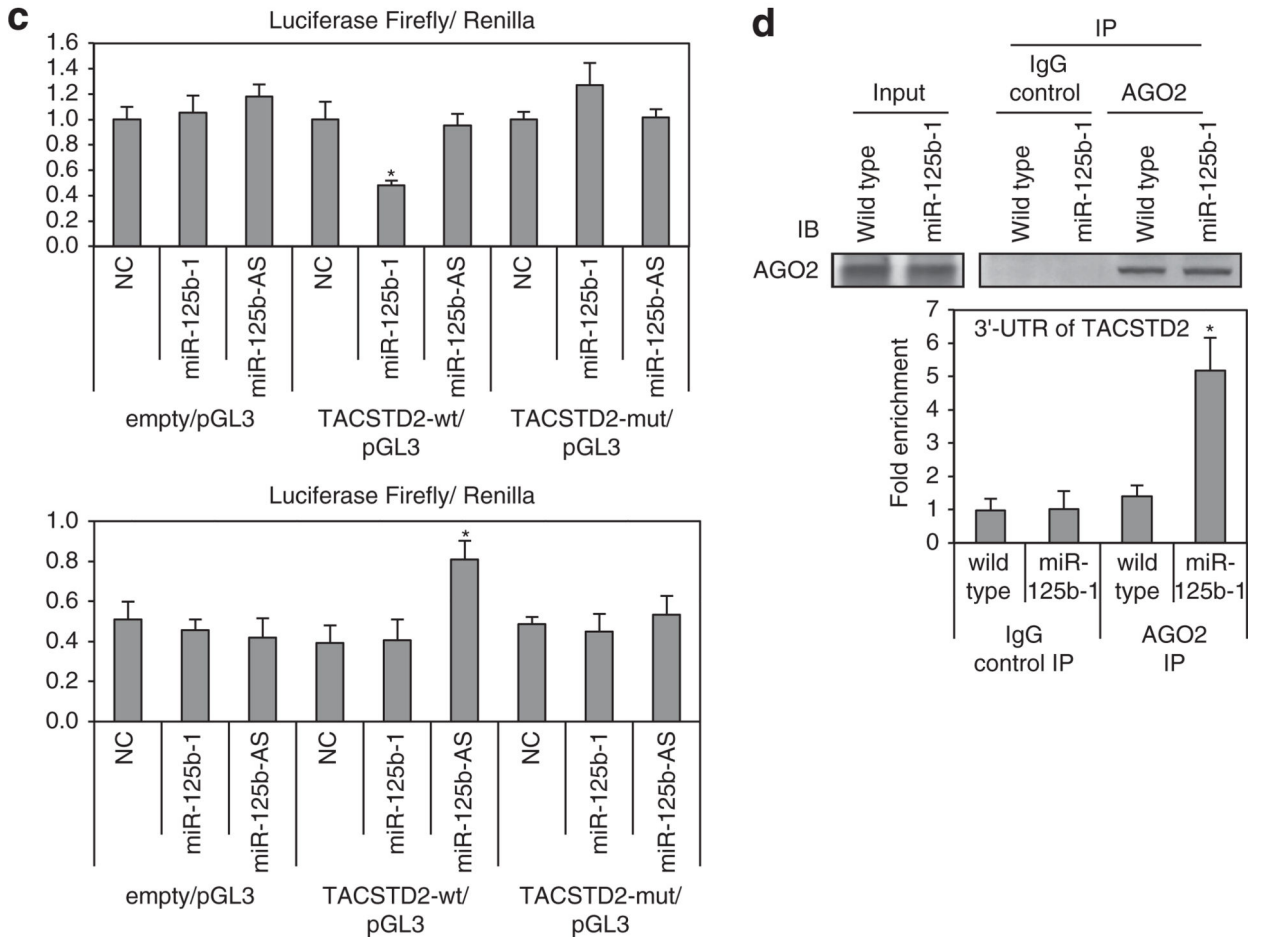 c
Luciferase Firefly/ Renilla
1.6
1.4
1.2
1.0
0.8
0.6
0.4
0.2
0.0
*
NC
miR-125b-1
miR-125b-AS
NC
miR-125b-1
miR-125b-AS
NC
miR-125b-1
miR-125b-AS
empty/pGL3
TACSTD2-wt/
pGL3
TACSTD2-mut/
pGL3
Luciferase Firefly/ Renilla
1.0
0.8
0.6
0.4
0.2
0.0
*
NC
miR-125b-1
miR-125b-AS
NC
miR-125b-1
miR-125b-AS
NC
miR-125b-1
miR-125b-AS
empty/pGL3
TACSTD2-wt/
pGL3
TACSTD2-mut/
pGL3
d
IP
Input
IgG
control
AGO2
IB
Wild type
miR-125b-1
Wild type
miR-125b-1
Wild type
miR-125b-1
AGO2
3'-UTR of TACSTD2
*
Fold enrichment
7
6
5
4
3
2
1
0
wild
type
miR-
125b-1
wild
type
miR-
125b-1
IgG
control IP
AGO2
IP